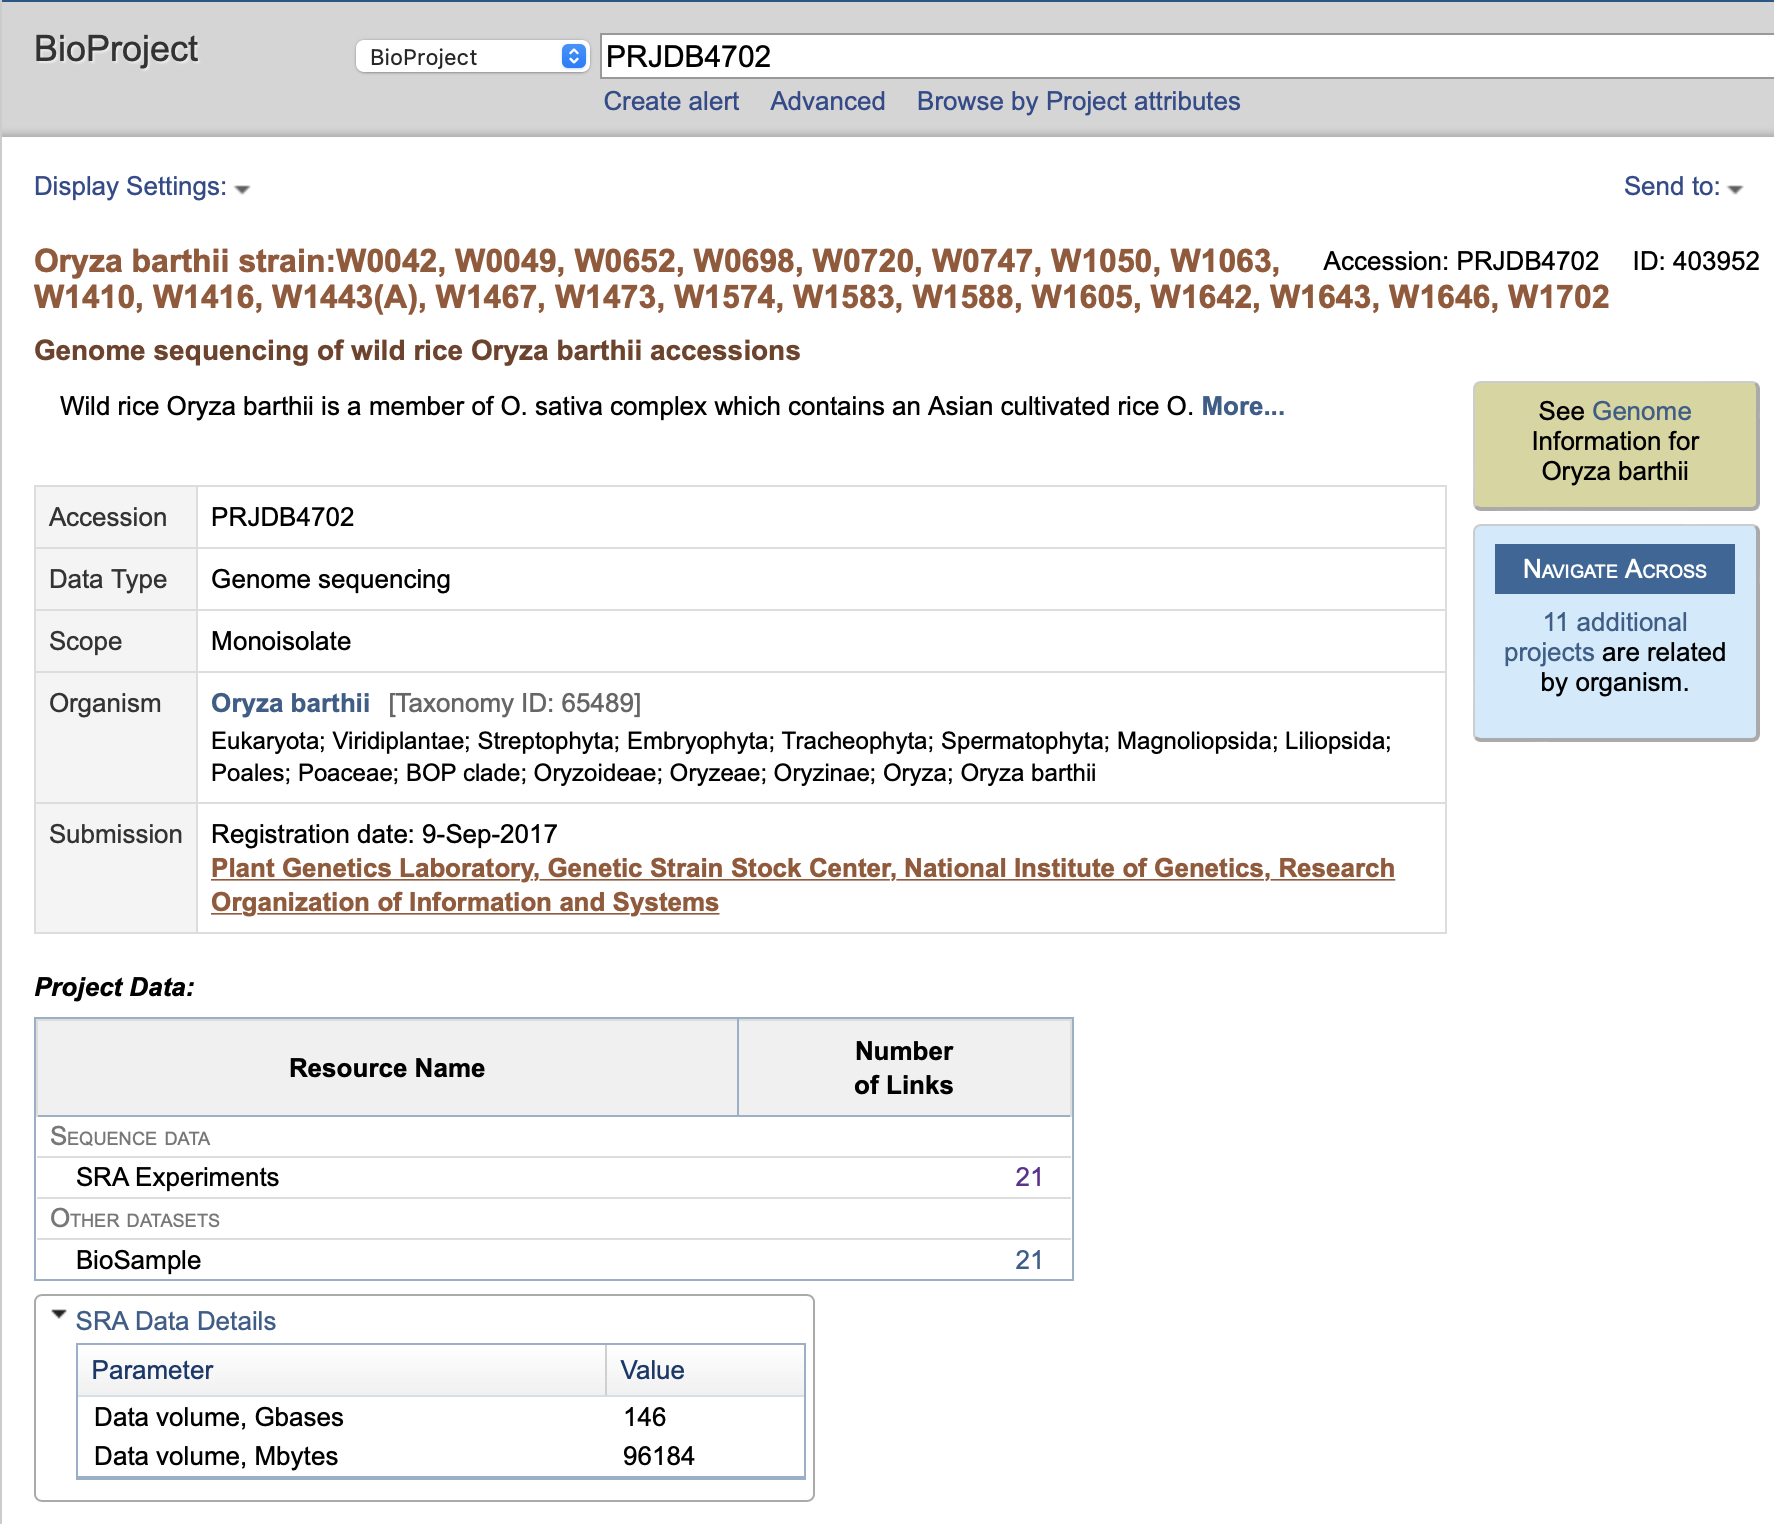 BioProject
BioProject
PRJDB4702
Create alert Advanced Browse by Project attributes
Display Settings:
Send to:
Oryza barthii strain:W0042, W0049, W0652, W0698, W0720, W0747, W1050, W1063,
Accession: PRJDB4702 ID: 403952
W1410, W1416, W1443(A), W1467, W1473, W1574, W1583, W1588, W1605, W1642, W1643, W1646, W1702
Genome sequencing of wild rice Oryza barthii accessions
Wild rice Oryza barthii is a member of O. sativa complex which contains an Asian cultivated rice O. More...
See Genome
Information for
Oryza barthii
NAVIGATE ACROSS
11 additional
projects are related
by organism.
Accession PRJDB4702
Data Type Genome sequencing
Scope Monoisolate
Organism Oryza barthii [Taxonomy ID: 65489]
Eukaryota; Viridiplantae; Streptophyta; Embryophyta; Tracheophyta; Spermatophyta; Magnoliopsida; Liliopsida;
Poales; Poaceae; BOP clade; Oryzoideae; Oryzeae; Oryzinae; Oryza; Oryza barthii
Submission Registration date: 9-Sep-2017
Plant Genetics Laboratory, Genetic Strain Stock Center, National Institute of Genetics, Research
Organization of Information and Systems
Project Data:
Resource Name
Number
of Links
SEQUENCE DATA
SRA Experiments 21
OTHER DATASETS
BioSample 21
SRA Data Details
Parameter Value
Data volume, Gbases 146
Data volume, Mbytes 96184